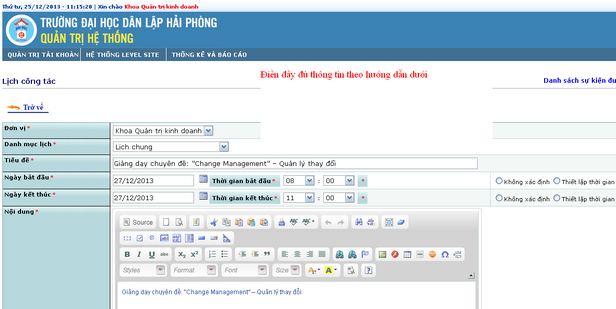 Thứ tư, 25/12/2013 - 11:15:20 | Xin chào Khoa Quản trị kinh doanh
TRƯỜNG ĐẠI HỌC DÂN LẬP HẢI PHÒNG
QUẢN TRỊ HỆ THỐNG
QUẢN TRỊ TÀI KHOẢN | HỆ THỐNG LEVEL SITE | THỐNG KÊ VÀ BÁO CÁO
Điền đầy đủ thông tin theo hướng dẫn dưới
Lịch công tác
Danh sách sự kiện đư
Trở về
Đơn vị * Khoa Quản trị kinh doanh
Danh mục lịch * Lịch chung
Tiêu đề * Giảng dạy chuyên đề: "Change Management" – Quản lý thay đổi
Ngày bắt đầu * 27/12/2013 Thời gian bắt đầu * 08 : 00 * Không xác định Thiết lập thời gian
Ngày kết thúc * 27/12/2013 Thời gian kết thúc * 11 : 00 * Không xác định Thiết lập thời gian
Nội dung *
Source
B I U abc X₂ X²
Styles Format Font Size A A
Giảng dạy chuyên đề: "Change Management" – Quản lý thay đổi.